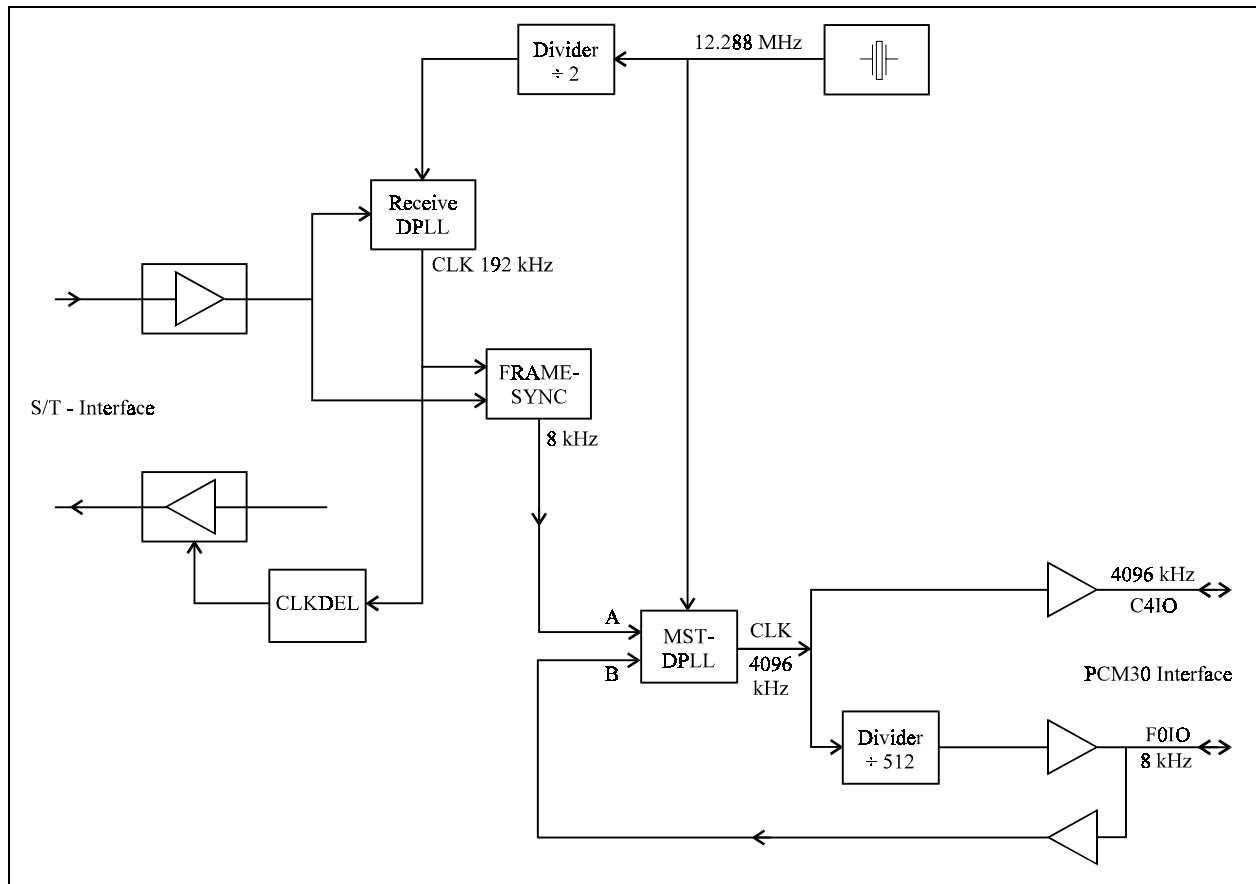 Divider
÷ 2
12.288 MHz
Receive
DPLL
CLK 192 kHz
FRAME-
SYNC
S/T - Interface
8 kHz
CLKDEL
A
B
MST-
DPLL
CLK
4096
kHz
4096 kHz
C4IO
PCM30 Interface
Divider
÷ 512
F0IO
8 kHz